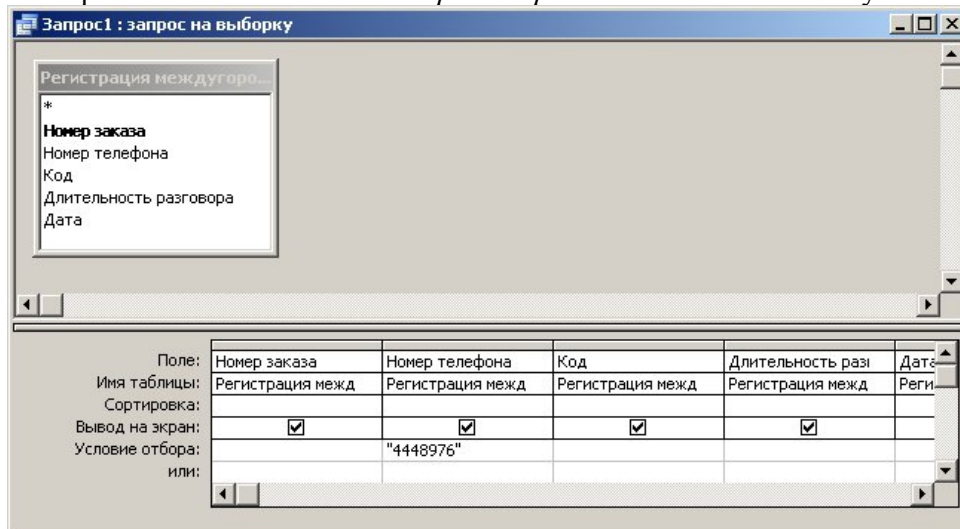 Запрос1 : запрос на выборку
Регистрация междугоро...
*
Номер заказа
Номер телефона
Код
Длительность разговора
Дата
Поле: Номер заказа Номер телефона Код Длительность разг Дата
Имя таблицы: Регистрация межд Регистрация межд Регистрация межд Регистрация межд Реги
Сортировка:
Вывод на экран:
Условие отбора: "4448976"
или: